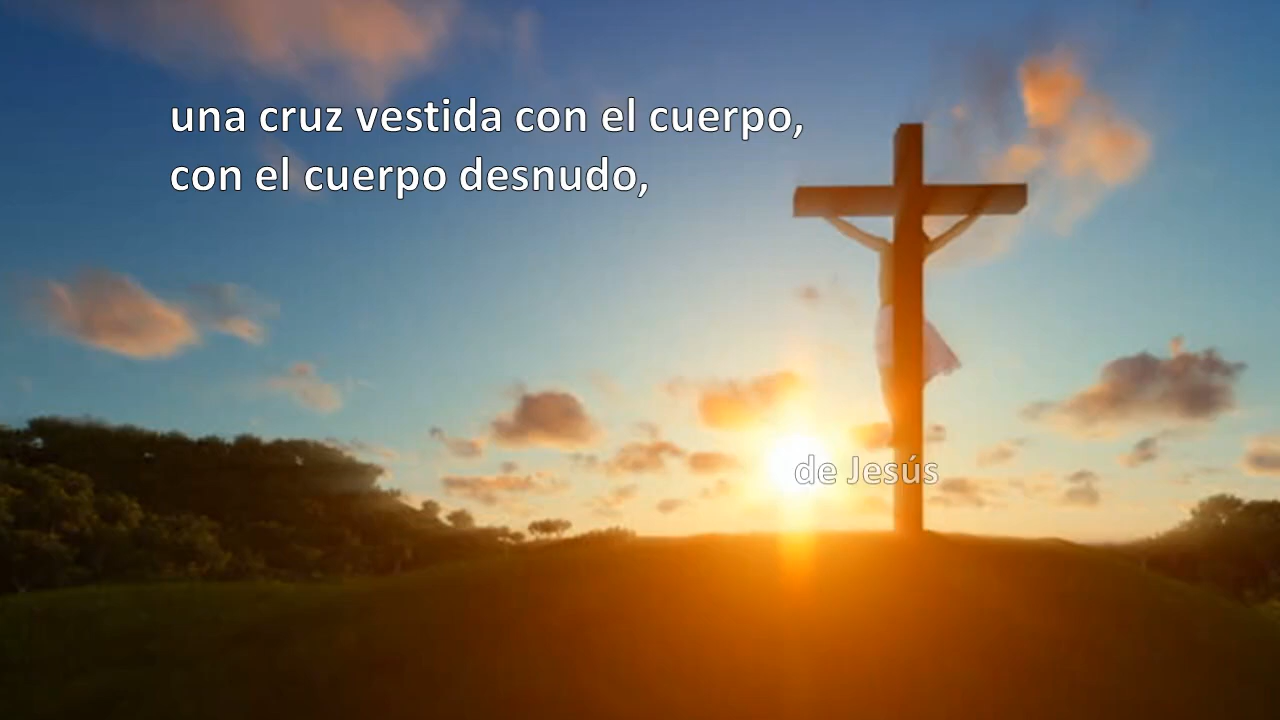 una cruz vestida con el cuerpo,
con el cuerpo desnudo,
de Jesús